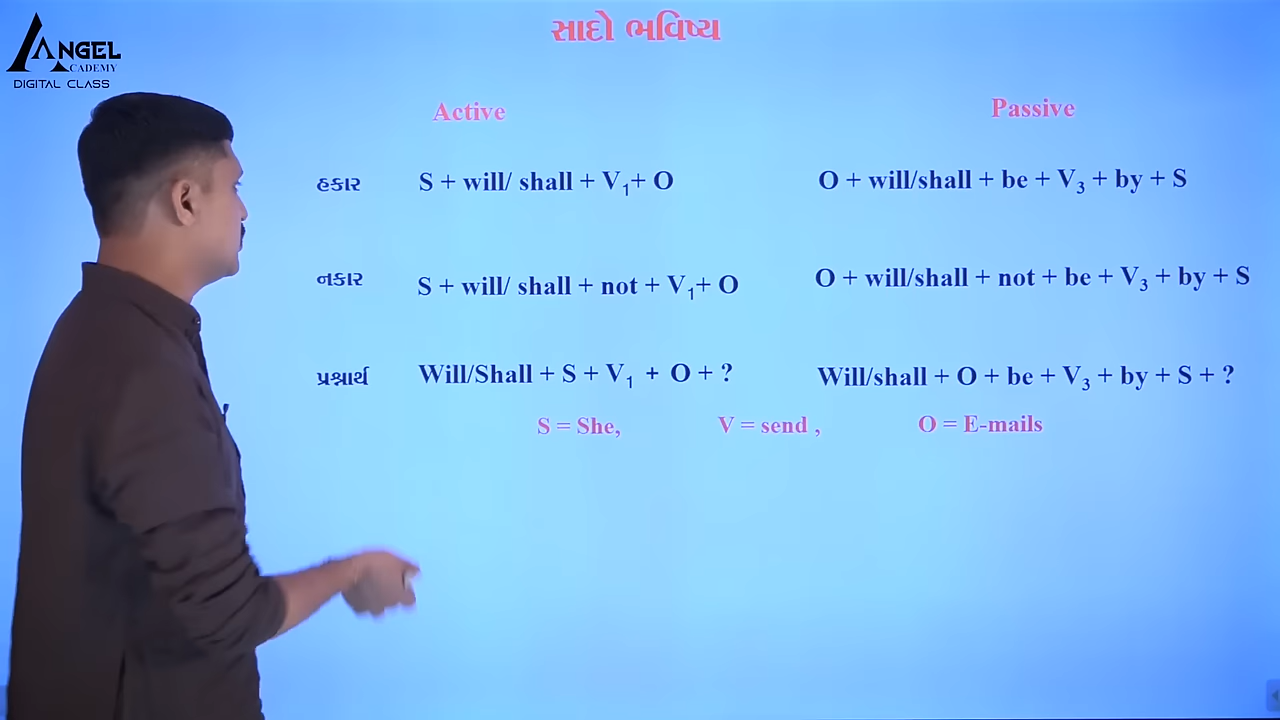 ANGEL
ACADEMY
DIGITAL CLASS
સાદો ભવિષ્ય
Active Passive
હકાર S + will/ shall + V1+ O O + will/shall + be + V3 + by + S
નકાર S + will/ shall + not + V1+ O O + will/shall + not + be + V3 + by + S
પ્રશ્નાર્થ Will/Shall + S + V1 + O + ? Will/shall + O + be + V3 + by + S + ?
S = She, V = send , O = E-mails